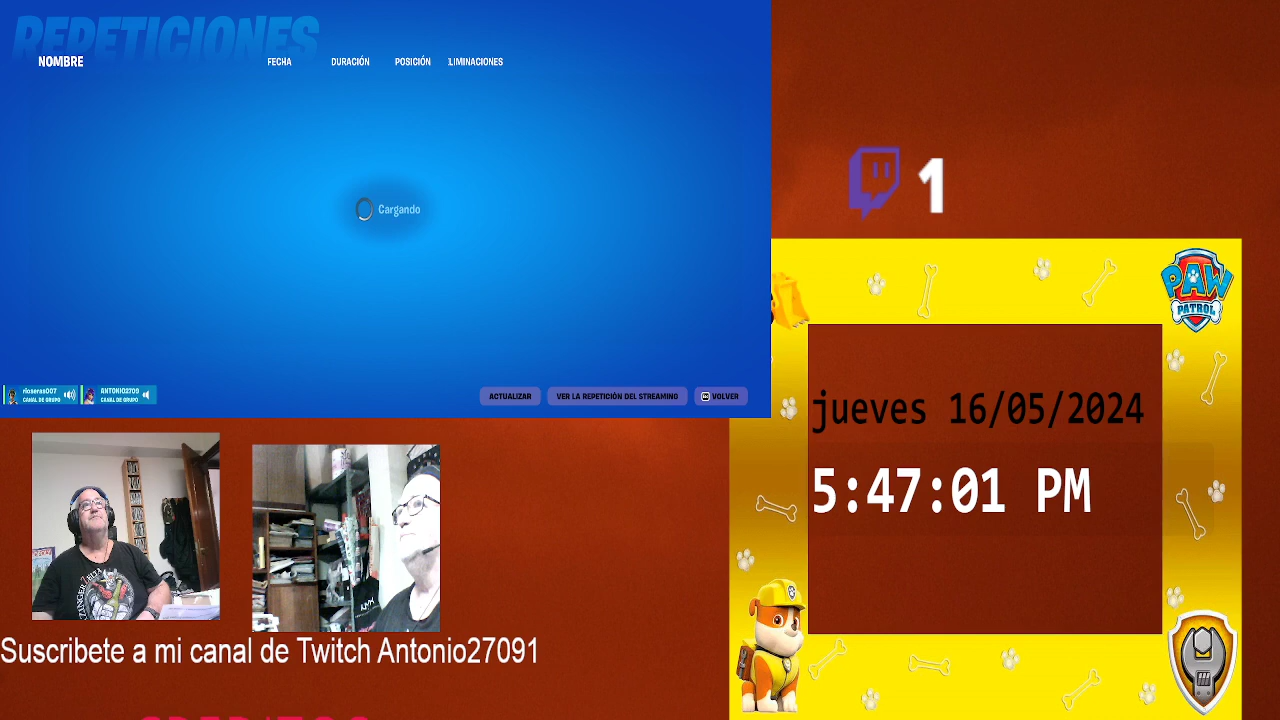 REPETICIONES
NOMBRE FECHA DURACIÓN POSICIÓN ELIMINACIONES
Cargando
CANAL DE GRUPO
ANTONIO2709
CANAL DE GRUPO
ACTUALIZAR VER LA REPETICIÓN DEL STREAMING VOLVER
1
PAW
PATROL
jueves 16/05/2024
5:47:01 PM
Suscribete a mi canal de Twitch Antonio27091